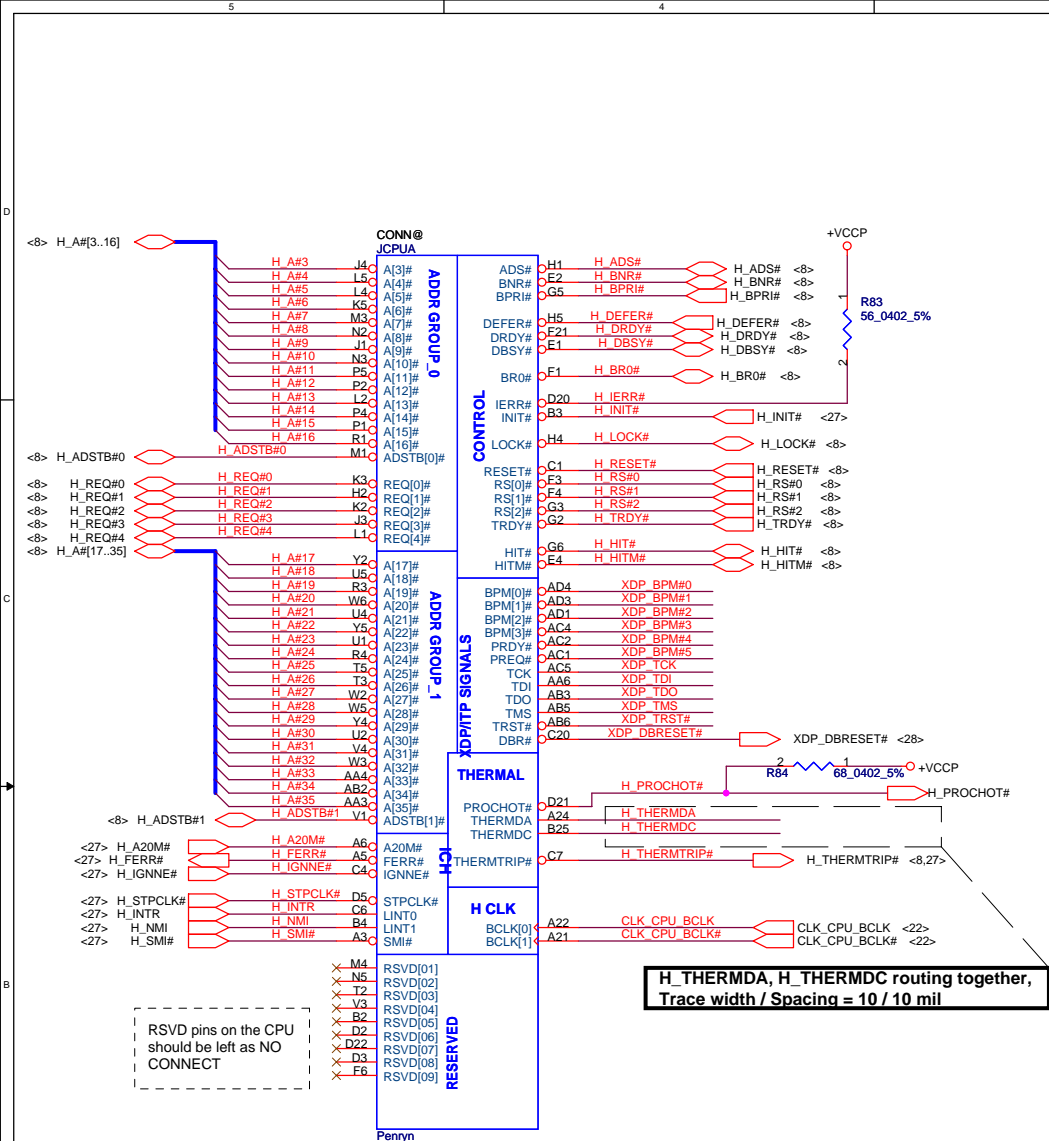 5 4
D
C
B
CONN@
JCPUA
<8> H_A#[3..16]
H_A#3 J4 A[3]#
H_A#4 L5 A[4]#
H_A#5 L4 A[5]#
H_A#6 K5 A[6]#
H_A#7 M3 A[7]#
H_A#8 N2 A[8]#
H_A#9 J1 A[9]#
H_A#10 N3 A[10]#
H_A#11 P5 A[11]#
H_A#12 P2 A[12]#
H_A#13 L2 A[13]#
H_A#14 P4 A[14]#
H_A#15 P1 A[15]#
H_A#16 R1 A[16]#
<8> H_ADSTB#0 H_ADSTB#0 M1 ADSTB[0]#
<8> H_REQ#0 H_REQ#0 K3 REQ[0]#
<8> H_REQ#1 H_REQ#1 H2 REQ[1]#
<8> H_REQ#2 H_REQ#2 K2 REQ[2]#
<8> H_REQ#3 H_REQ#3 J3 REQ[3]#
<8> H_REQ#4 H_REQ#4 L1 REQ[4]#
<8> H_A#[17..35]
H_A#17 Y2 A[17]#
H_A#18 U5 A[18]#
H_A#19 R3 A[19]#
H_A#20 W6 A[20]#
H_A#21 U4 A[21]#
H_A#22 Y5 A[22]#
H_A#23 U1 A[23]#
H_A#24 R4 A[24]#
H_A#25 T5 A[25]#
H_A#26 T3 A[26]#
H_A#27 W2 A[27]#
H_A#28 W5 A[28]#
H_A#29 Y4 A[29]#
H_A#30 U2 A[30]#
H_A#31 V4 A[31]#
H_A#32 W3 A[32]#
H_A#33 AA4 A[33]#
H_A#34 AB2 A[34]#
H_A#35 AA3 A[35]#
<8> H_ADSTB#1 H_ADSTB#1 V1 ADSTB[1]#
<27> H_A20M# H_A20M# A6 A20M#
<27> H_FERR# H_FERR# A5 FERR#
<27> H_IGNNE# H_IGNNE# C4 IGNNE#
<27> H_STPCLK# H_STPCLK# D5 STPCLK#
<27> H_INTR H_INTR C6 LINT0
<27> H_NMI H_NMI B4 LINT1
<27> H_SMI# H_SMI# A3 SMI#
M4 RSVD[01]
N5 RSVD[02]
T2 RSVD[03]
V3 RSVD[04]
B2 RSVD[05]
D2 RSVD[06]
D22 RSVD[07]
D3 RSVD[08]
F6 RSVD[09]
RSVD pins on the CPU
should be left as NO
CONNECT
ADDR GROUP_0
ADDR GROUP_1
ICH
RESERVED
CONTROL
XDP/ITP SIGNALS
THERMAL
H CLK
Penryn
ADS# H1 H_ADS# H_ADS# <8>
BNR# E2 H_BNR# H_BNR# <8>
BPRI# G5 H_BPRI# H_BPRI# <8>
DEFER# H5 H_DEFER# H_DEFER# <8>
DRDY# F21 H_DRDY# H_DRDY# <8>
DBSY# E1 H_DBSY# H_DBSY# <8>
BR0# F1 H_BR0# H_BR0# <8>
IERR# D20 H_IERR#
INIT# B3 H_INIT# H_INIT# <27>
LOCK# H4 H_LOCK# H_LOCK# <8>
RESET# C1 H_RESET# H_RESET# <8>
RS[0]# F3 H_RS#0 H_RS#0 <8>
RS[1]# F4 H_RS#1 H_RS#1 <8>
RS[2]# G3 H_RS#2 H_RS#2 <8>
TRDY# G2 H_TRDY# H_TRDY# <8>
HIT# G6 H_HIT# H_HIT# <8>
HITM# E4 H_HITM# H_HITM# <8>
BPM[0]# AD4 XDP_BPM#0
BPM[1]# AD3 XDP_BPM#1
BPM[2]# AD1 XDP_BPM#2
BPM[3]# AC4 XDP_BPM#3
PRDY# AC2 XDP_BPM#4
PREQ# AC1 XDP_BPM#5
TCK AC5 XDP_TCK
TDI AA6 XDP_TDI
TDO AB3 XDP_TDO
TMS AB5 XDP_TMS
TRST# AB6 XDP_TRST#
DBR# C20 XDP_DBRESET# XDP_DBRESET# <28>
PROCHOT# D21 H_PROCHOT# H_PROCHOT#
THERMDA A24 H_THERMDA
THERMDC B25 H_THERMDC
THERMTRIP# C7 H_THERMTRIP# H_THERMTRIP# <8,27>
BCLK[0] A22 CLK_CPU_BCLK CLK_CPU_BCLK <22>
BCLK[1] A21 CLK_CPU_BCLK# CLK_CPU_BCLK# <22>
+VCCP
1
R83
56_0402_5%
2
2 1 +VCCP
R84 68_0402_5%
H_THERMDA, H_THERMDC routing together,
Trace width / Spacing = 10 / 10 mil